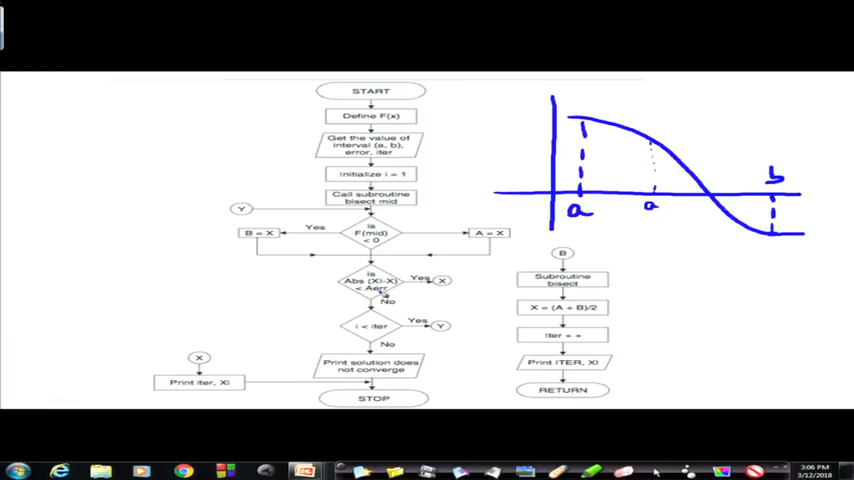 START
Define F(x)
Get the value of
interval (a, b),
error, iter
Initialize i = 1
Call subroutine
bisect mid
Y
Is
F(mid)
< 0
Yes
B = X
A = X
Is
Abs (XI-X)
< Aerr
Yes
X
No
i < iter
Yes
Y
No
Print solution does
not converge
X
Print Iter, XI
STOP
B
Subroutine
bisect
X = (A + B)/2
Iter + +
Print ITER, XI
RETURN
a
a
b
3:06 PM
3/12/2018